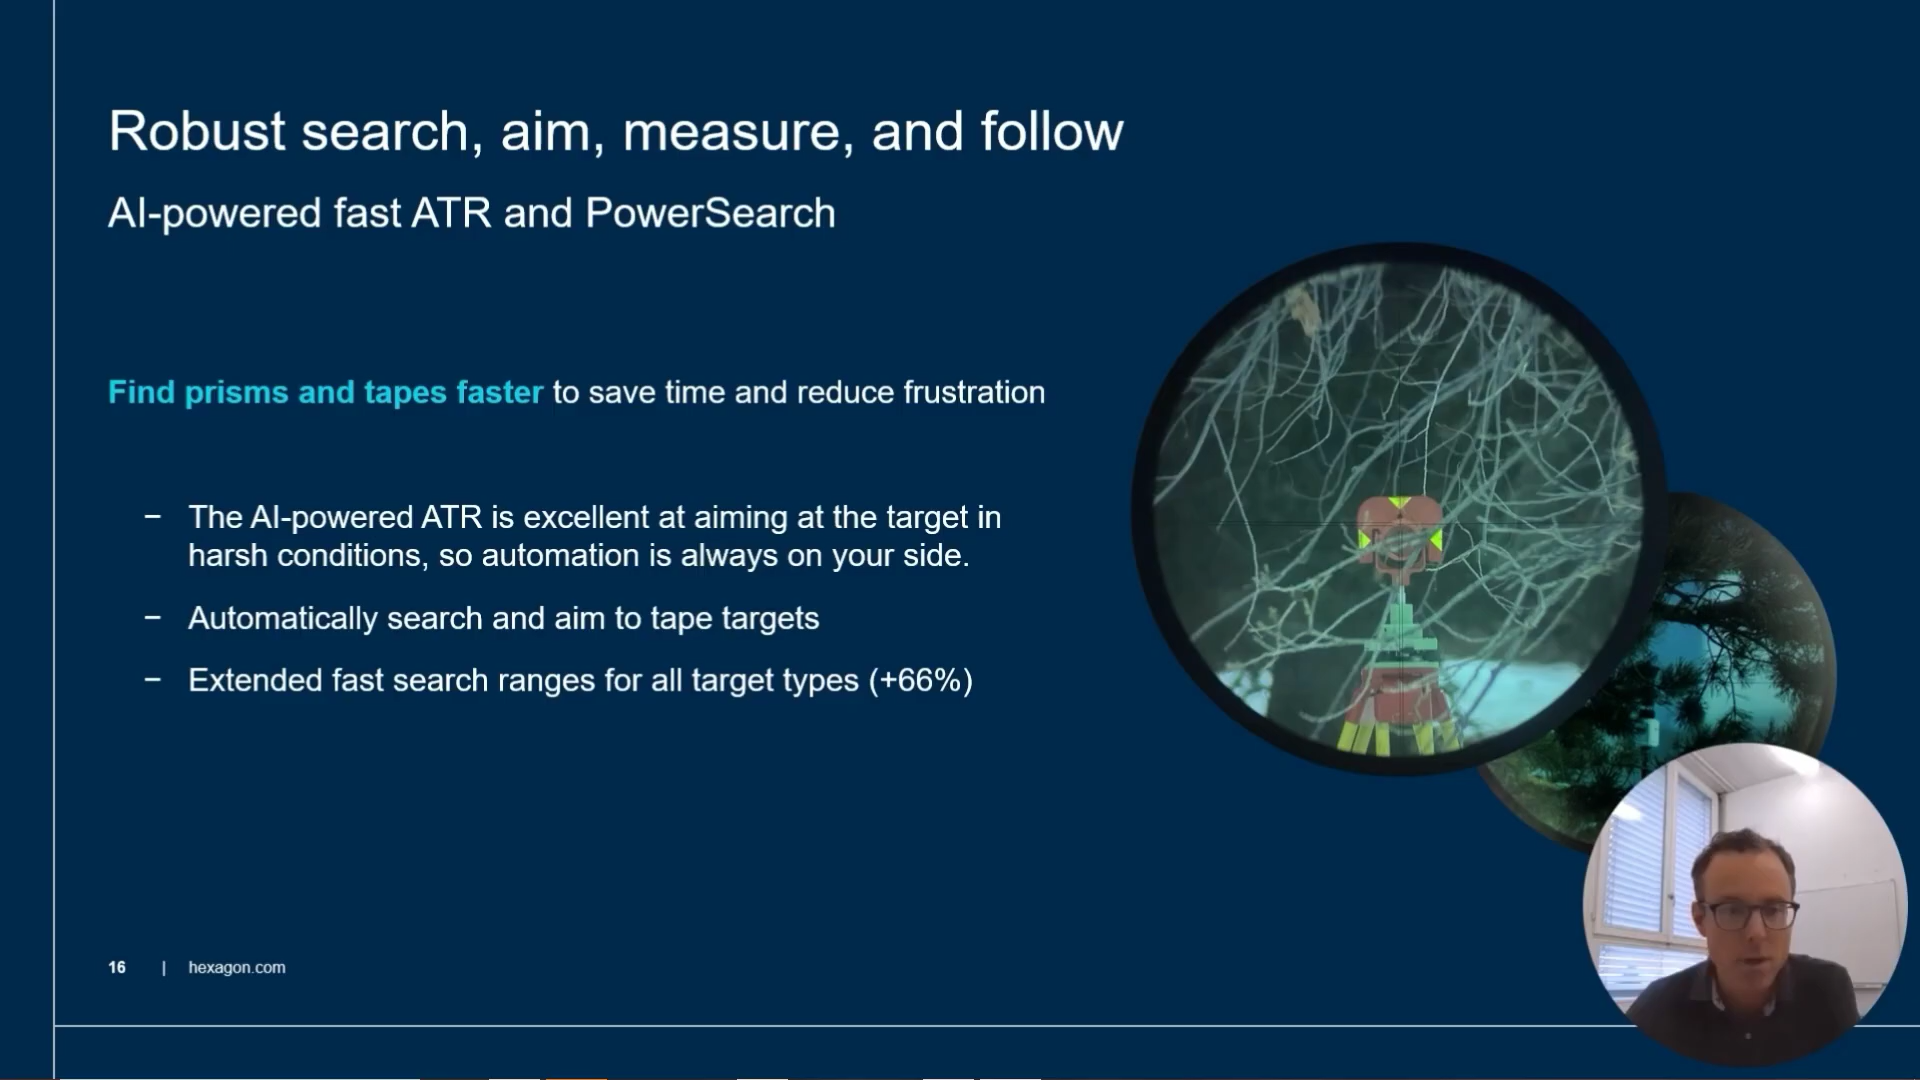 Robust search, aim, measure, and follow
AI-powered fast ATR and PowerSearch
Find prisms and tapes faster to save time and reduce frustration
− The AI-powered ATR is excellent at aiming at the target in
harsh conditions, so automation is always on your side.
− Automatically search and aim to tape targets
− Extended fast search ranges for all target types (+66%)
16 | hexagon.com